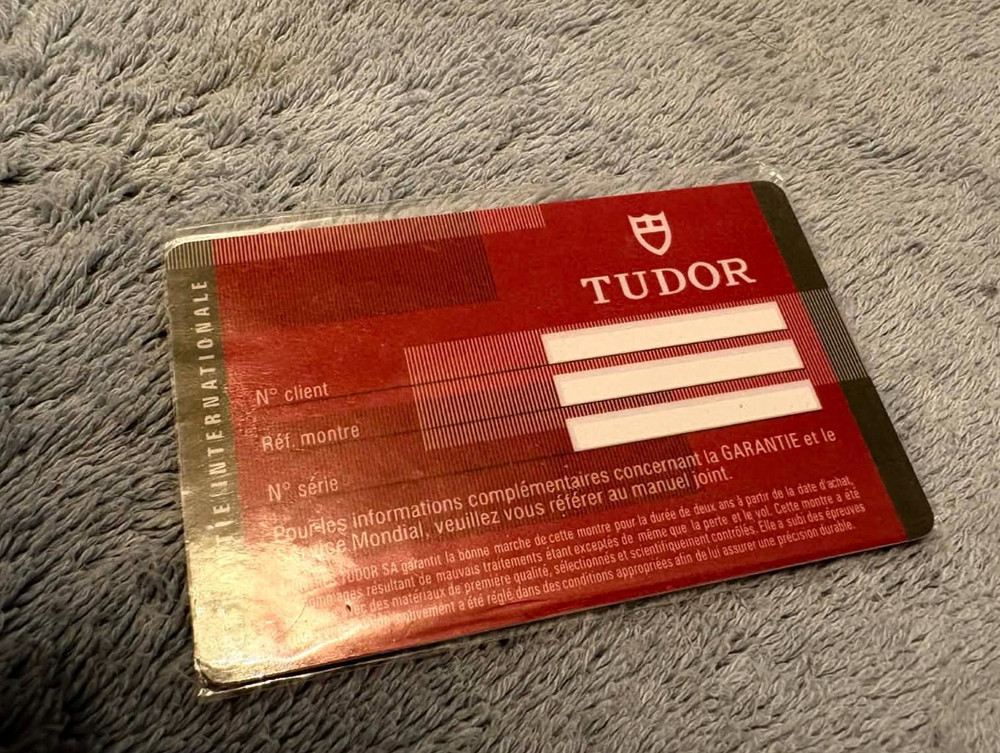 TUDOR
INTERNATIONALE
N° client
Réf. montre
N° série
Pour les informations complémentaires concernant la GARANTIE et le
Mondial, veuillez vous référer au manuel joint.
TUDOR SA garantit la bonne marche de cette montre pour la durée de deux ans à partir de la date d'achat,
résultant de mauvais traitements étant exceptés de même que la perte et le vol. Cette montre a été
des matériaux de première qualité, sélectionnés et scientifiquement contrôlés. Elle a subi des épreuves
mouvement a été réglé dans des conditions appropriées afin de lui assurer une précision durable.